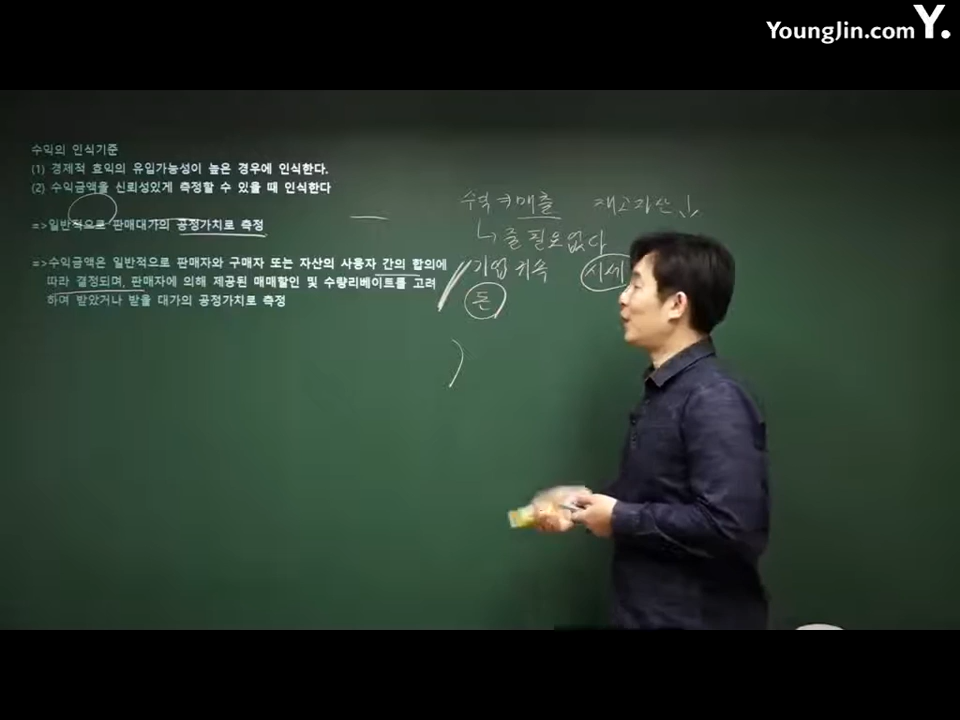 YoungJin.com Y.
수익의 인식기준
(1) 경제적 효익의 유입가능성이 높은 경우에 인식한다.
(2) 수익금액을 신뢰성있게 측정할 수 있을 때 인식한다
=>일반적으로 판매대가의 공정가치로 측정
=>수익금액은 일반적으로 판매자와 구매자 또는 자산의 사용자 간의 합의에
따라 결정되며, 판매자에 의해 제공된 매매할인 및 수량리베이트를 고려
하여 받았거나 받을 대가의 공정가치로 측정
매출 재고자산
줄 필요없다
기업 귀속 시세
돈